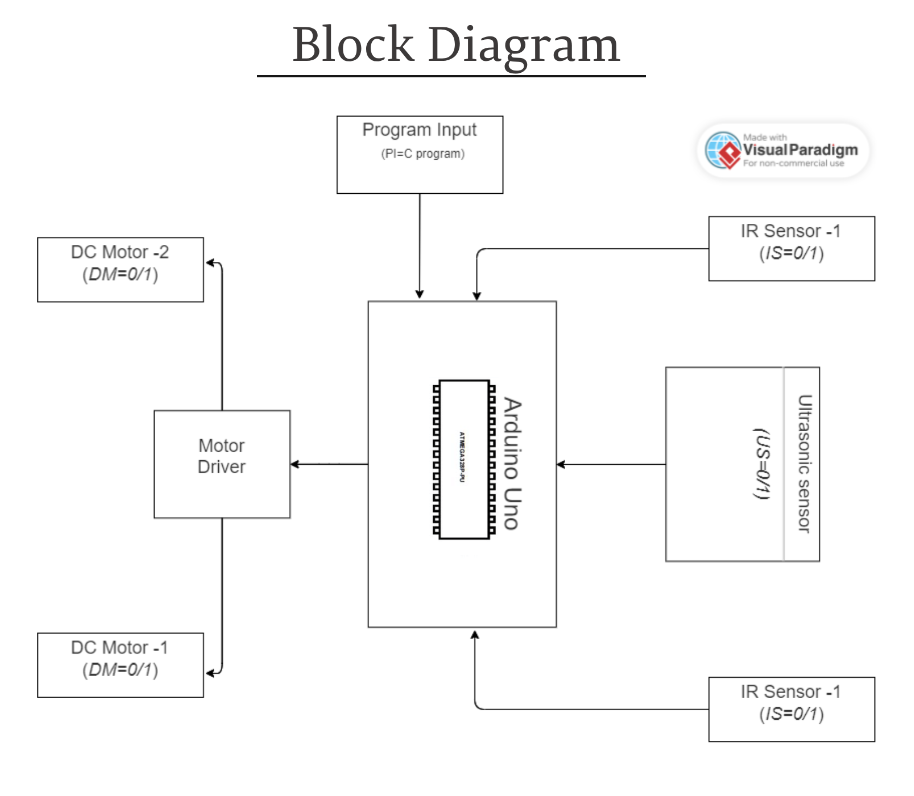 Block Diagram
Program Input
(PI=C program)
Made with
Visual Paradigm
For non-commercial use
IR Sensor -1
(IS=0/1)
DC Motor -2
(DM=0/1)
Motor
Driver
ATMEGA328P-PU
Arduino Uno
Ultrasonic sensor
(US=0/1)
DC Motor -1
(DM=0/1)
IR Sensor -1
(IS=0/1)